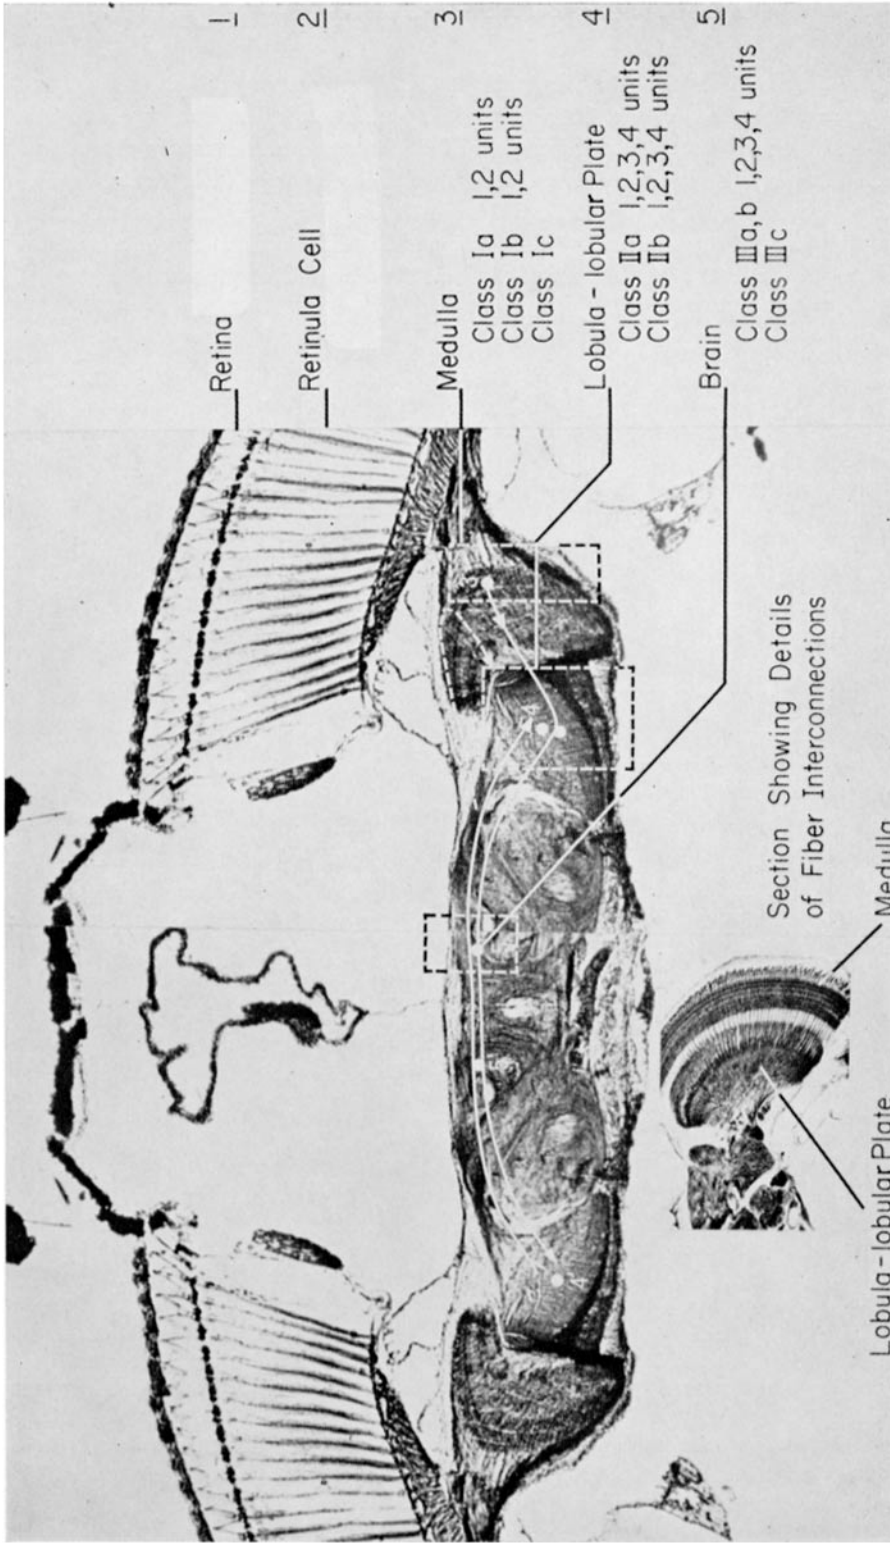 Retina 1
Retinula Cell 2
Medulla 3
Class Ia 1,2 units
Class Ib 1,2 units
Class Ic
Lobula - lobular Plate 4
Class IIa 1,2,3,4 units
Class IIb 1,2,3,4 units
Brain 5
Class IIIa,b 1,2,3,4 units
Class IIIc
Section Showing Details
of Fiber Interconnections
Medulla
Lobula-lobular Plate